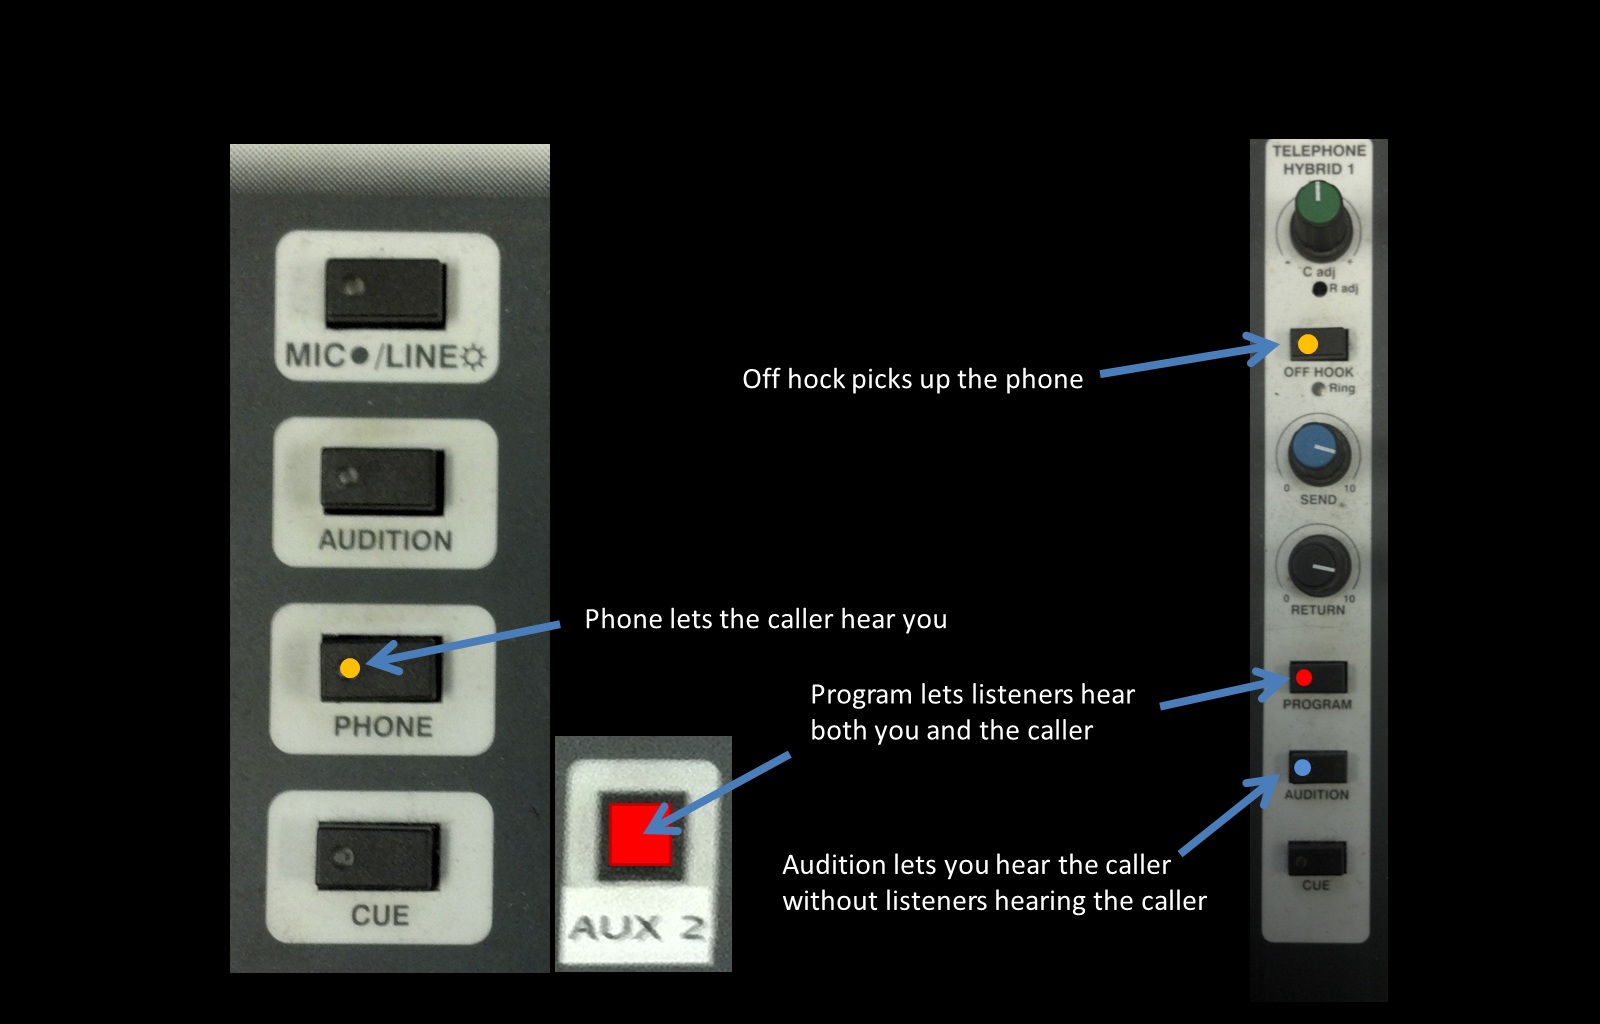 MIC●/LINE☼
AUDITION
PHONE
CUE
AUX 2
Off hock picks up the phone
Phone lets the caller hear you
Program lets listeners hear
both you and the caller
Audition lets you hear the caller
without listeners hearing the caller
TELEPHONE
HYBRID 1
- +
C adj
R adj
OFF HOOK
Ring
0 10
SEND
0 10
RETURN
PROGRAM
AUDITION
CUE